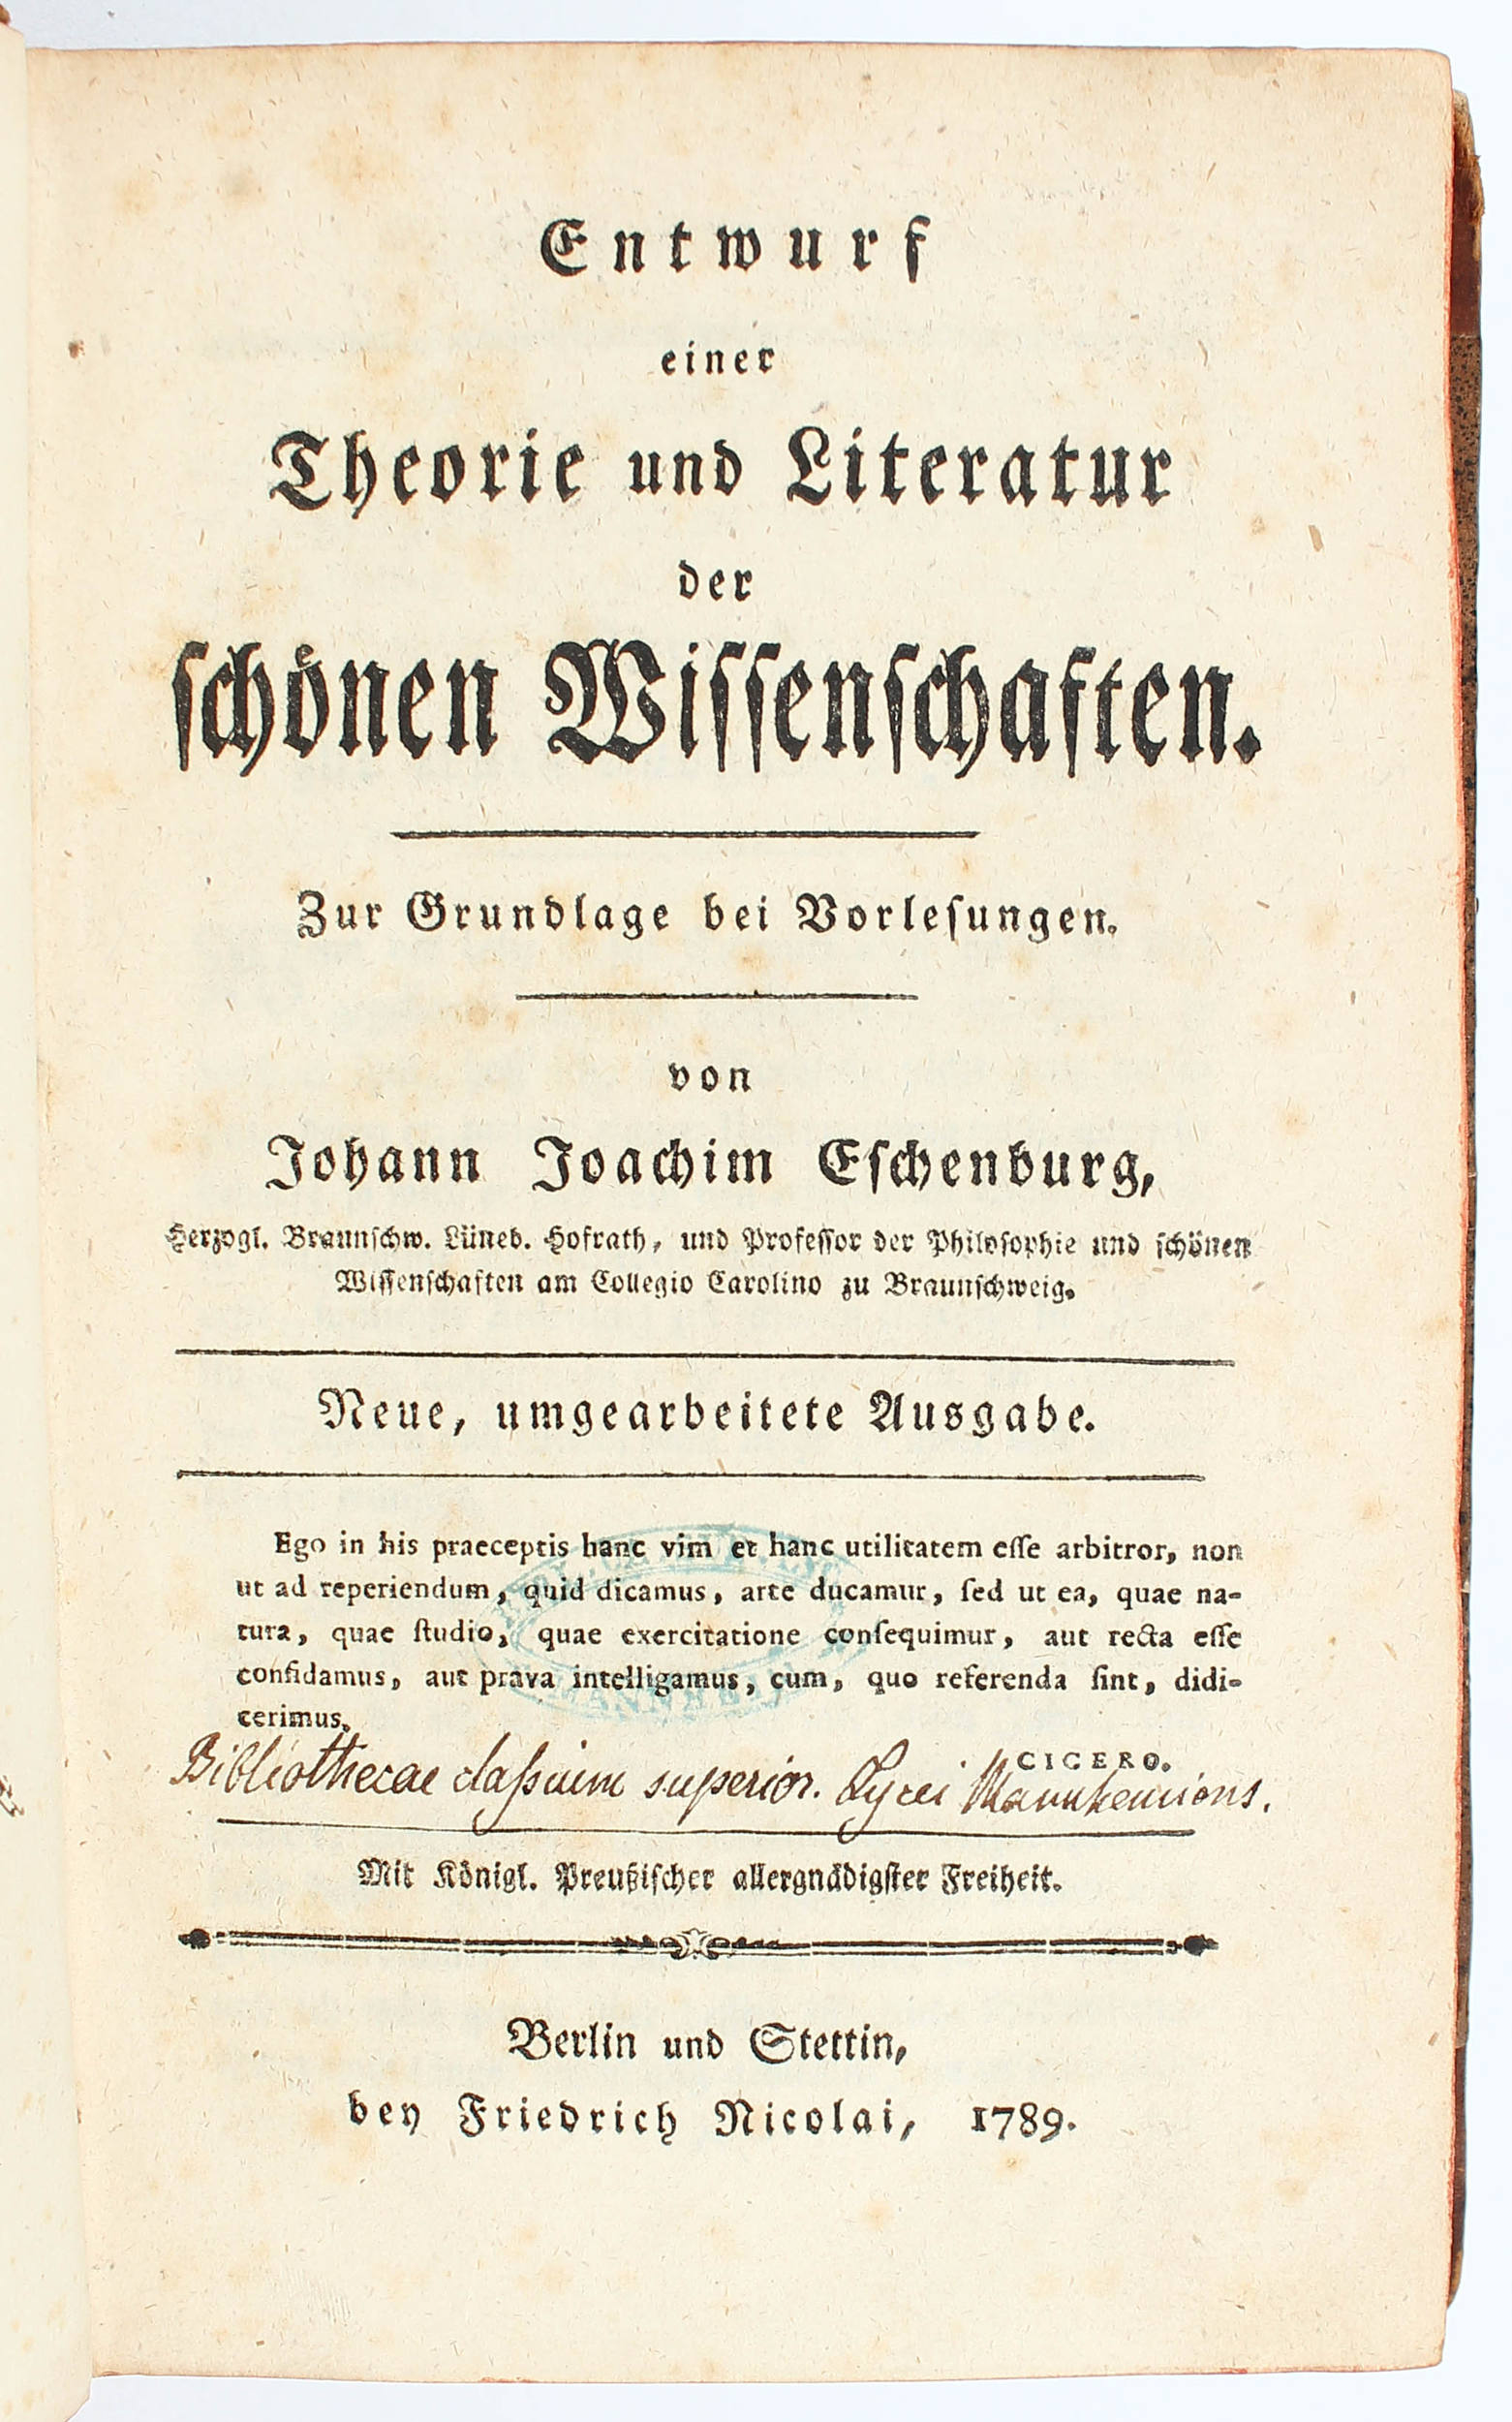 Entwurf
einer
Theorie und Literatur
der
ſchönen Wiſſenſchaften.
Zur Grundlage bei Vorleſungen.
von
Johann Joachim Eſchenburg,
Herzogl. Braunſchw. Lüneb. Hofrath, und Profeſſor der Philoſophie und ſchönen
Wiſſenſchaften am Collegio Carolino zu Braunſchweig.
Neue, umgearbeitete Ausgabe.
Ego in his praeceptis hanc vim et hanc utilitatem eſſe arbitror, non
ut ad reperiendum, quid dicamus, arte ducamur, ſed ut ea, quae na-
tura, quae ſtudio, quae exercitatione conſequimur, aut recta eſſe
confidamus, aut prava intelligamus, cum, quo referenda ſint, didi-
cerimus.
CICERO.
Bibliothecae claſsium superior. Lycei Mannhemiens.
Mit Königl. Preußiſcher allergnädigſter Freiheit.
Berlin und Stettin,
bey Friedrich Nicolai, 1789.